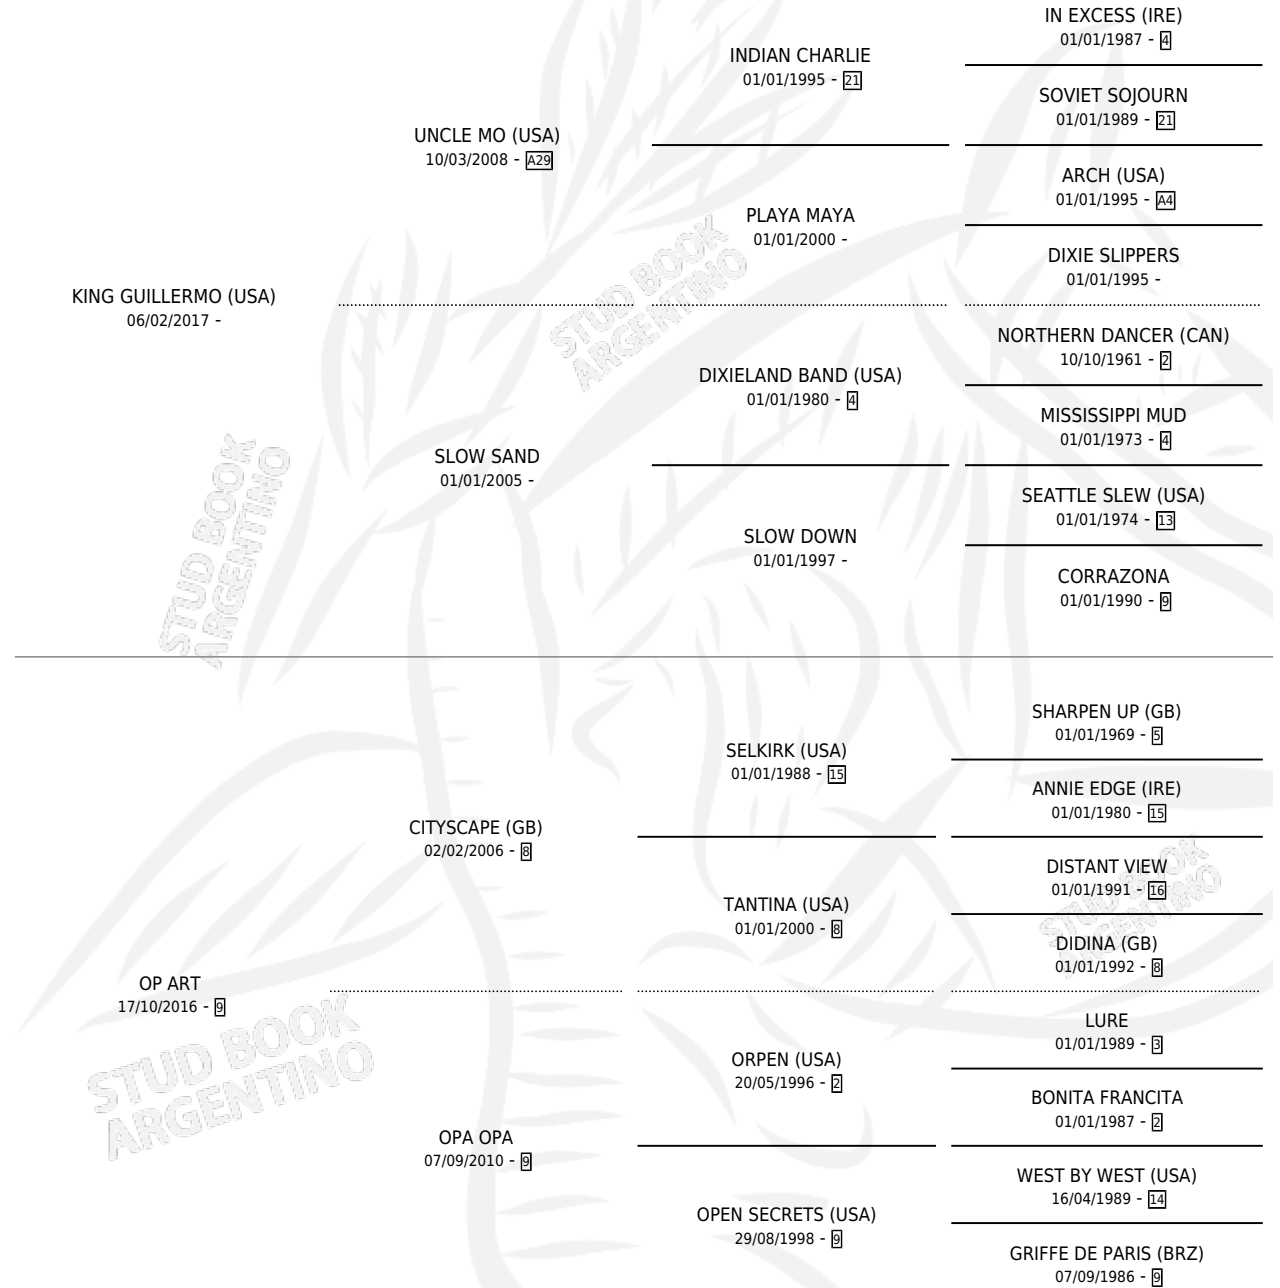 IN EXCESS (IRE)
01/01/1987 - 4
INDIAN CHARLIE
01/01/1995 - 21
SOVIET SOJOURN
01/01/1989 - 21
UNCLE MO (USA)
10/03/2008 - A29
ARCH (USA)
01/01/1995 - A4
PLAYA MAYA
01/01/2000 -
DIXIE SLIPPERS
01/01/1995 -
KING GUILLERMO (USA)
06/02/2017 -
NORTHERN DANCER (CAN)
10/10/1961 - 2
DIXIELAND BAND (USA)
01/01/1980 - 4
MISSISSIPPI MUD
01/01/1973 - 4
SLOW SAND
01/01/2005 -
SEATTLE SLEW (USA)
01/01/1974 - 13
SLOW DOWN
01/01/1997 -
CORRAZONA
01/01/1990 - 9
SHARPEN UP (GB)
01/01/1969 - 5
SELKIRK (USA)
01/01/1988 - 15
ANNIE EDGE (IRE)
01/01/1980 - 15
CITYSCAPE (GB)
02/02/2006 - 8
DISTANT VIEW
01/01/1991 - 16
TANTINA (USA)
01/01/2000 - 8
DIDINA (GB)
01/01/1992 - 8
OP ART
17/10/2016 - 9
LURE
01/01/1989 - 3
ORPEN (USA)
20/05/1996 - 2
BONITA FRANCITA
01/01/1987 - 2
OPA OPA
07/09/2010 - 9
WEST BY WEST (USA)
16/04/1989 - 14
OPEN SECRETS (USA)
29/08/1998 - 9
GRIFFE DE PARIS (BRZ)
07/09/1986 - 9
STUD BOOK
ARGENTINO
STUD BOOK
ARGENTINO
STUD BOOK
ARGENTINO
STUD BOOK
ARGENTINO